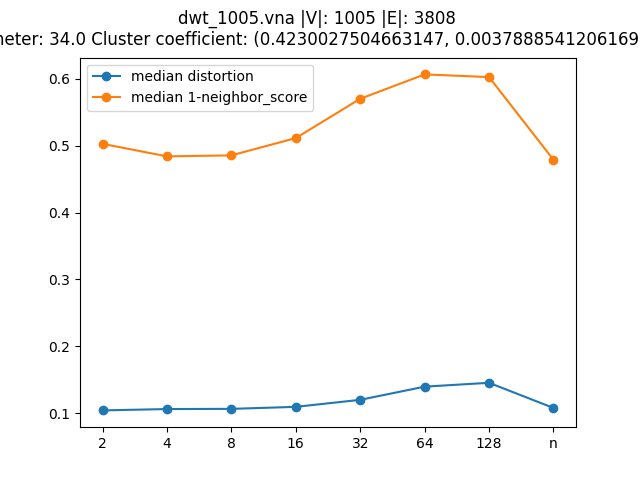 dwt_1005.vna |V|: 1005 |E|: 3808
neter: 34.0 Cluster coefficient: (0.4230027504663147, 0.0037888541206169
median distortion
median 1-neighbor_score
0.6
0.5
0.4
0.3
0.2
0.1
2 4 8 16 32 64 128 n